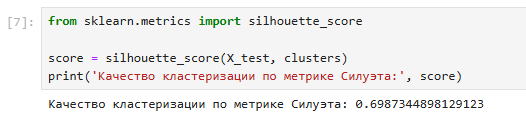 [7]: from sklearn.metrics import silhouette_score
score = silhouette_score(X_test, clusters)
print('Качество кластеризации по метрике Силуэта:', score)
Качество кластеризации по метрике Силуэта: 0.6987344898129123